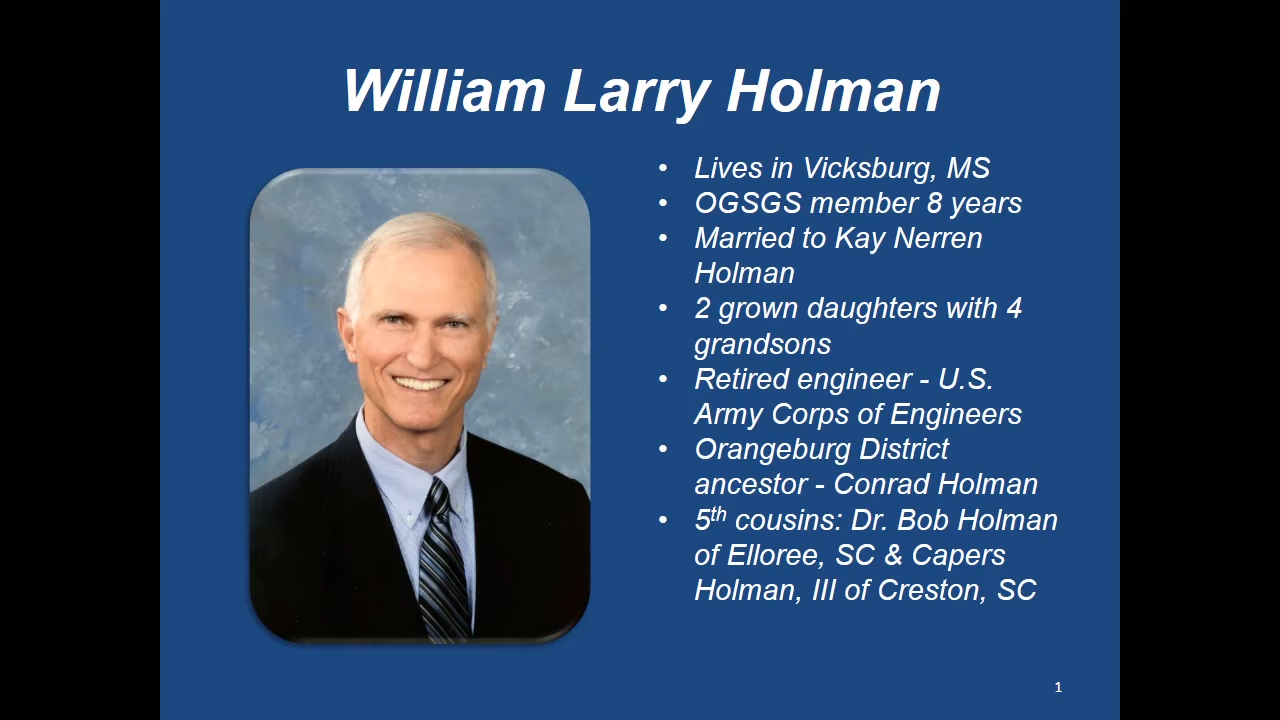 William Larry Holman
• Lives in Vicksburg, MS
• OGSGS member 8 years
• Married to Kay Nerren
Holman
• 2 grown daughters with 4
grandsons
• Retired engineer - U.S.
Army Corps of Engineers
• Orangeburg District
ancestor - Conrad Holman
• 5th cousins: Dr. Bob Holman
of Elloree, SC & Capers
Holman, III of Creston, SC
1